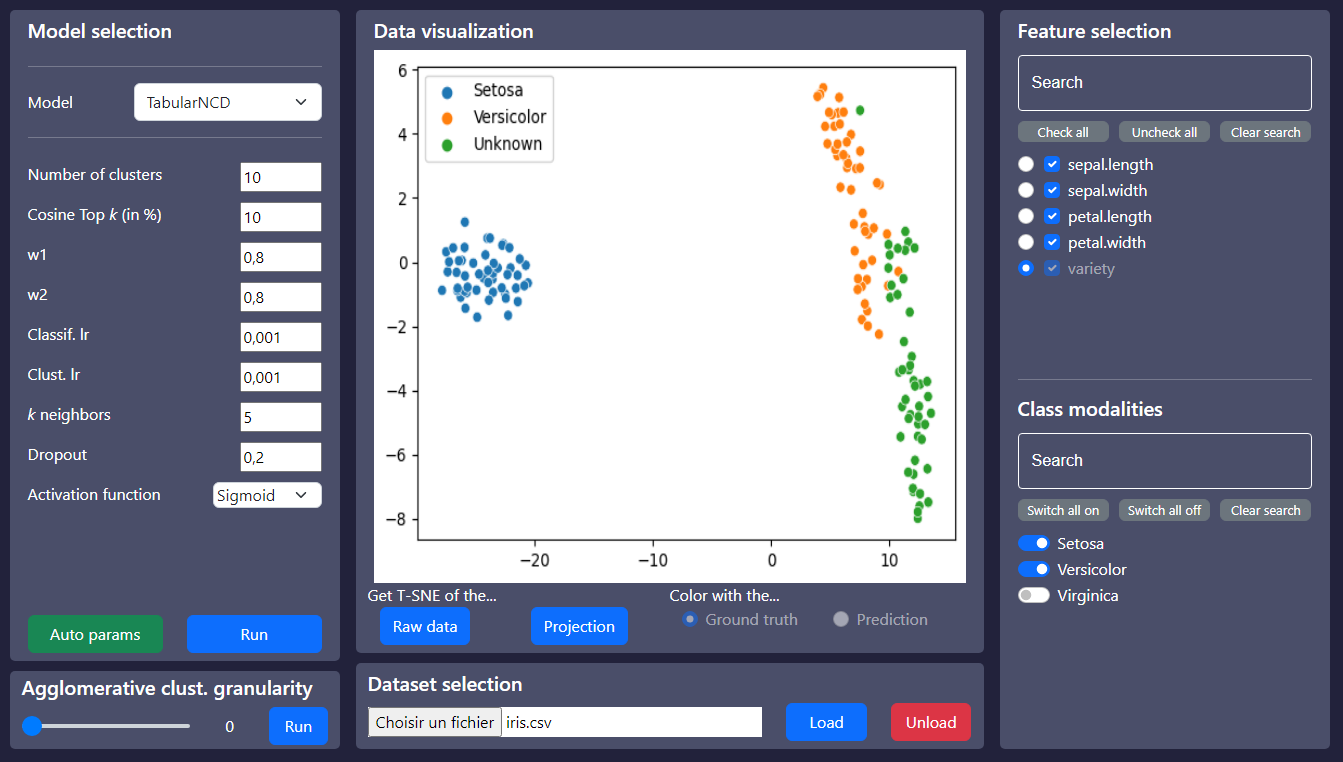 Model selection
Model
TabularNCD
Number of clusters
10
Cosine Top k (in %)
10
w1
0,8
w2
0,8
Classif. lr
0,001
Clust. lr
0,001
k neighbors
5
Dropout
0,2
Activation function
Sigmoid
Auto params
Run
Agglomerative clust. granularity
0
Run
Data visualization
Setosa
Versicolor
Unknown
6
4
2
0
−2
−4
−6
−8
−20
−10
0
10
Get T-SNE of the...
Raw data
Projection
Color with the...
Ground truth
Prediction
Dataset selection
Choisir un fichier
iris.csv
Load
Unload
Feature selection
Search
Check all
Uncheck all
Clear search
sepal.length
sepal.width
petal.length
petal.width
variety
Class modalities
Search
Switch all on
Switch all off
Clear search
Setosa
Versicolor
Virginica